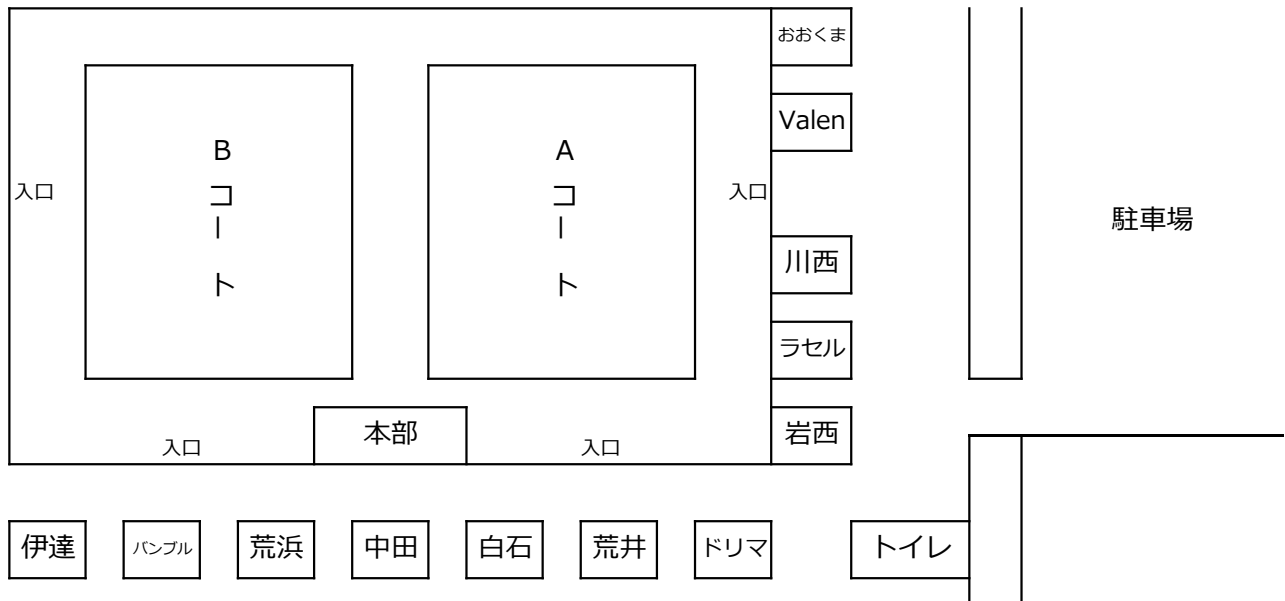 おおくま
Valen
Bコート
Aコート
入口
入口
駐車場
川西
ラセル
岩西
本部
入口
入口
伊達
バンブル
荒浜
中田
白石
荒井
ドリマ
トイレ